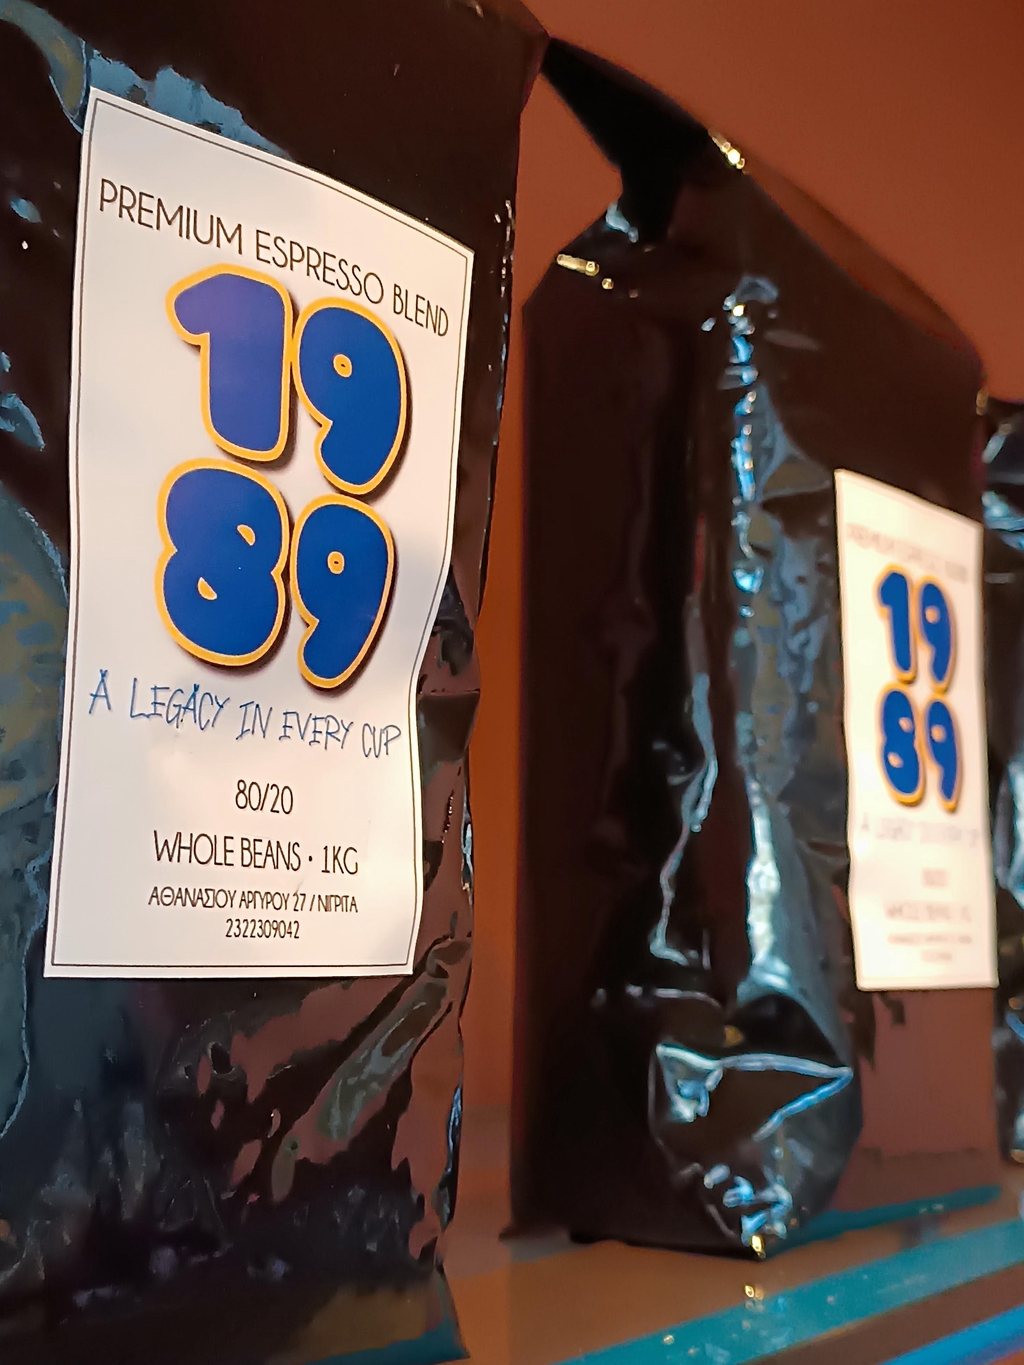 PREMIUM ESPRESSO BLEND
19
89
A LEGACY IN EVERY CUP
80/20
WHOLE BEANS · 1KG
ΑΘΑΝΑΣΙΟΥ ΑΡΓΥΡΟΥ 27 / ΝΙΓΡΙΤΑ
2322309042
19
89